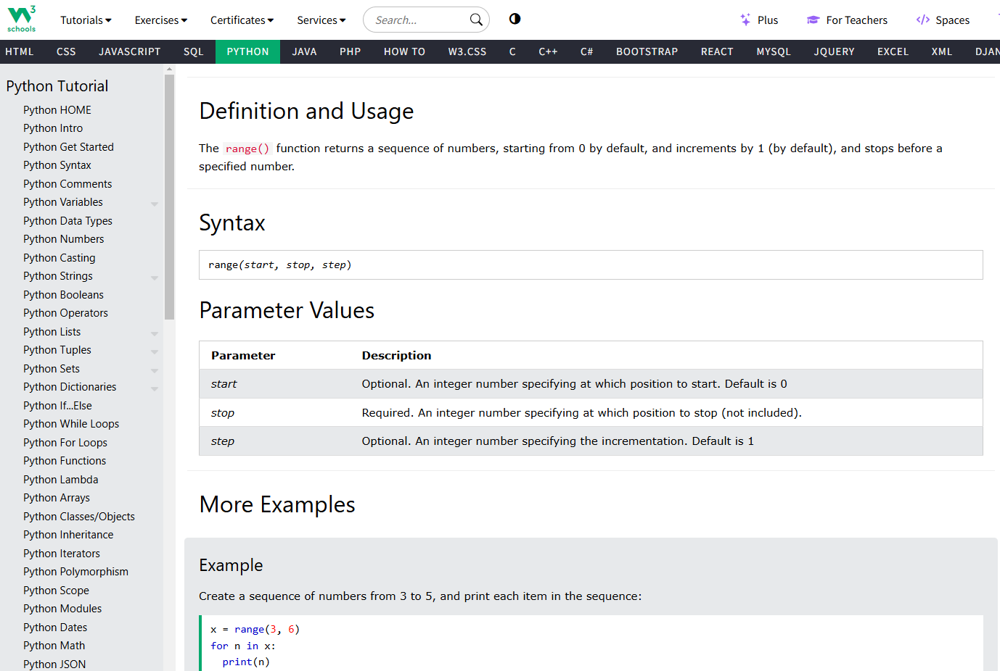 W3 schools
Tutorials Exercises Certificates Services Search... Plus For Teachers Spaces
HTML CSS JAVASCRIPT SQL PYTHON JAVA PHP HOW TO W3.CSS C C++ C# BOOTSTRAP REACT MYSQL JQUERY EXCEL XML DJAN
Python Tutorial
Python HOME
Python Intro
Python Get Started
Python Syntax
Python Comments
Python Variables
Python Data Types
Python Numbers
Python Casting
Python Strings
Python Booleans
Python Operators
Python Lists
Python Tuples
Python Sets
Python Dictionaries
Python If...Else
Python While Loops
Python For Loops
Python Functions
Python Lambda
Python Arrays
Python Classes/Objects
Python Inheritance
Python Iterators
Python Polymorphism
Python Scope
Python Modules
Python Dates
Python Math
Python JSON
Definition and Usage
The range() function returns a sequence of numbers, starting from 0 by default, and increments by 1 (by default), and stops before a
specified number.
Syntax
range(start, stop, step)
Parameter Values
Parameter Description
start Optional. An integer number specifying at which position to start. Default is 0
stop Required. An integer number specifying at which position to stop (not included).
step Optional. An integer number specifying the incrementation. Default is 1
More Examples
Example
Create a sequence of numbers from 3 to 5, and print each item in the sequence:
x = range(3, 6)
for n in x:
  print(n)